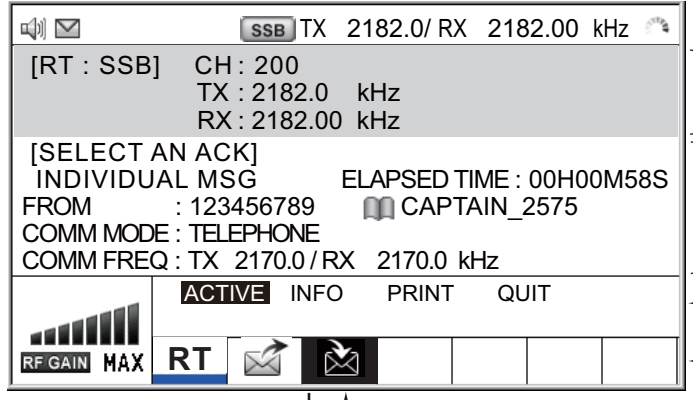 SSB TX 2182.0/ RX 2182.00 kHz
[RT : SSB] CH : 200
TX : 2182.0 kHz
RX : 2182.00 kHz
[SELECT AN ACK]
INDIVIDUAL MSG ELAPSED TIME : 00H00M58S
FROM : 123456789 CAPTAIN_2575
COMM MODE : TELEPHONE
COMM FREQ : TX 2170.0 / RX 2170.0 kHz
ACTIVE INFO PRINT QUIT
RF GAIN MAX RT